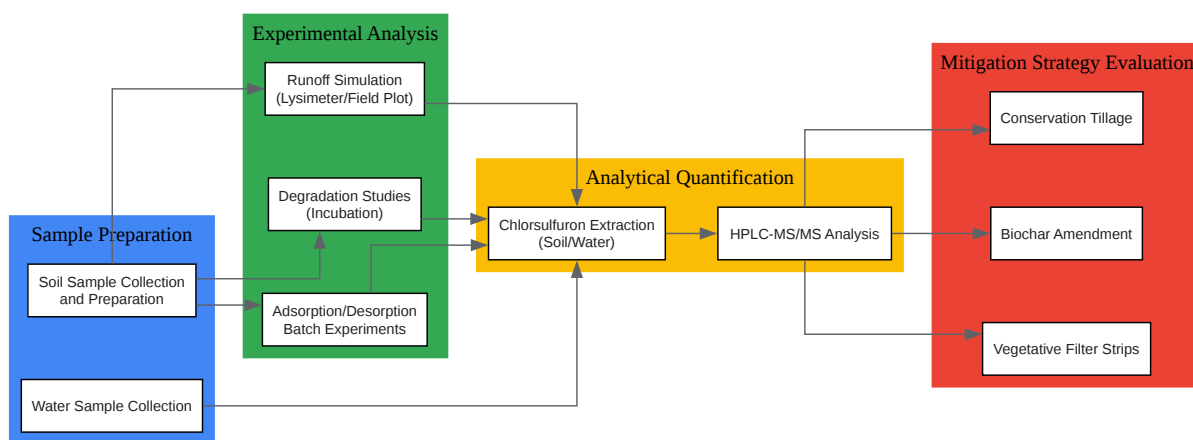 Sample Preparation
Soil Sample Collection
and Preparation
Water Sample Collection
Experimental Analysis
Runoff Simulation
(Lysimeter/Field Plot)
Degradation Studies
(Incubation)
Adsorption/Desorption
Batch Experiments
Analytical Quantification
Chlorsulfuron Extraction
(Soil/Water)
HPLC-MS/MS Analysis
Mitigation Strategy Evaluation
Conservation Tillage
Biochar Amendment
Vegetative Filter Strips